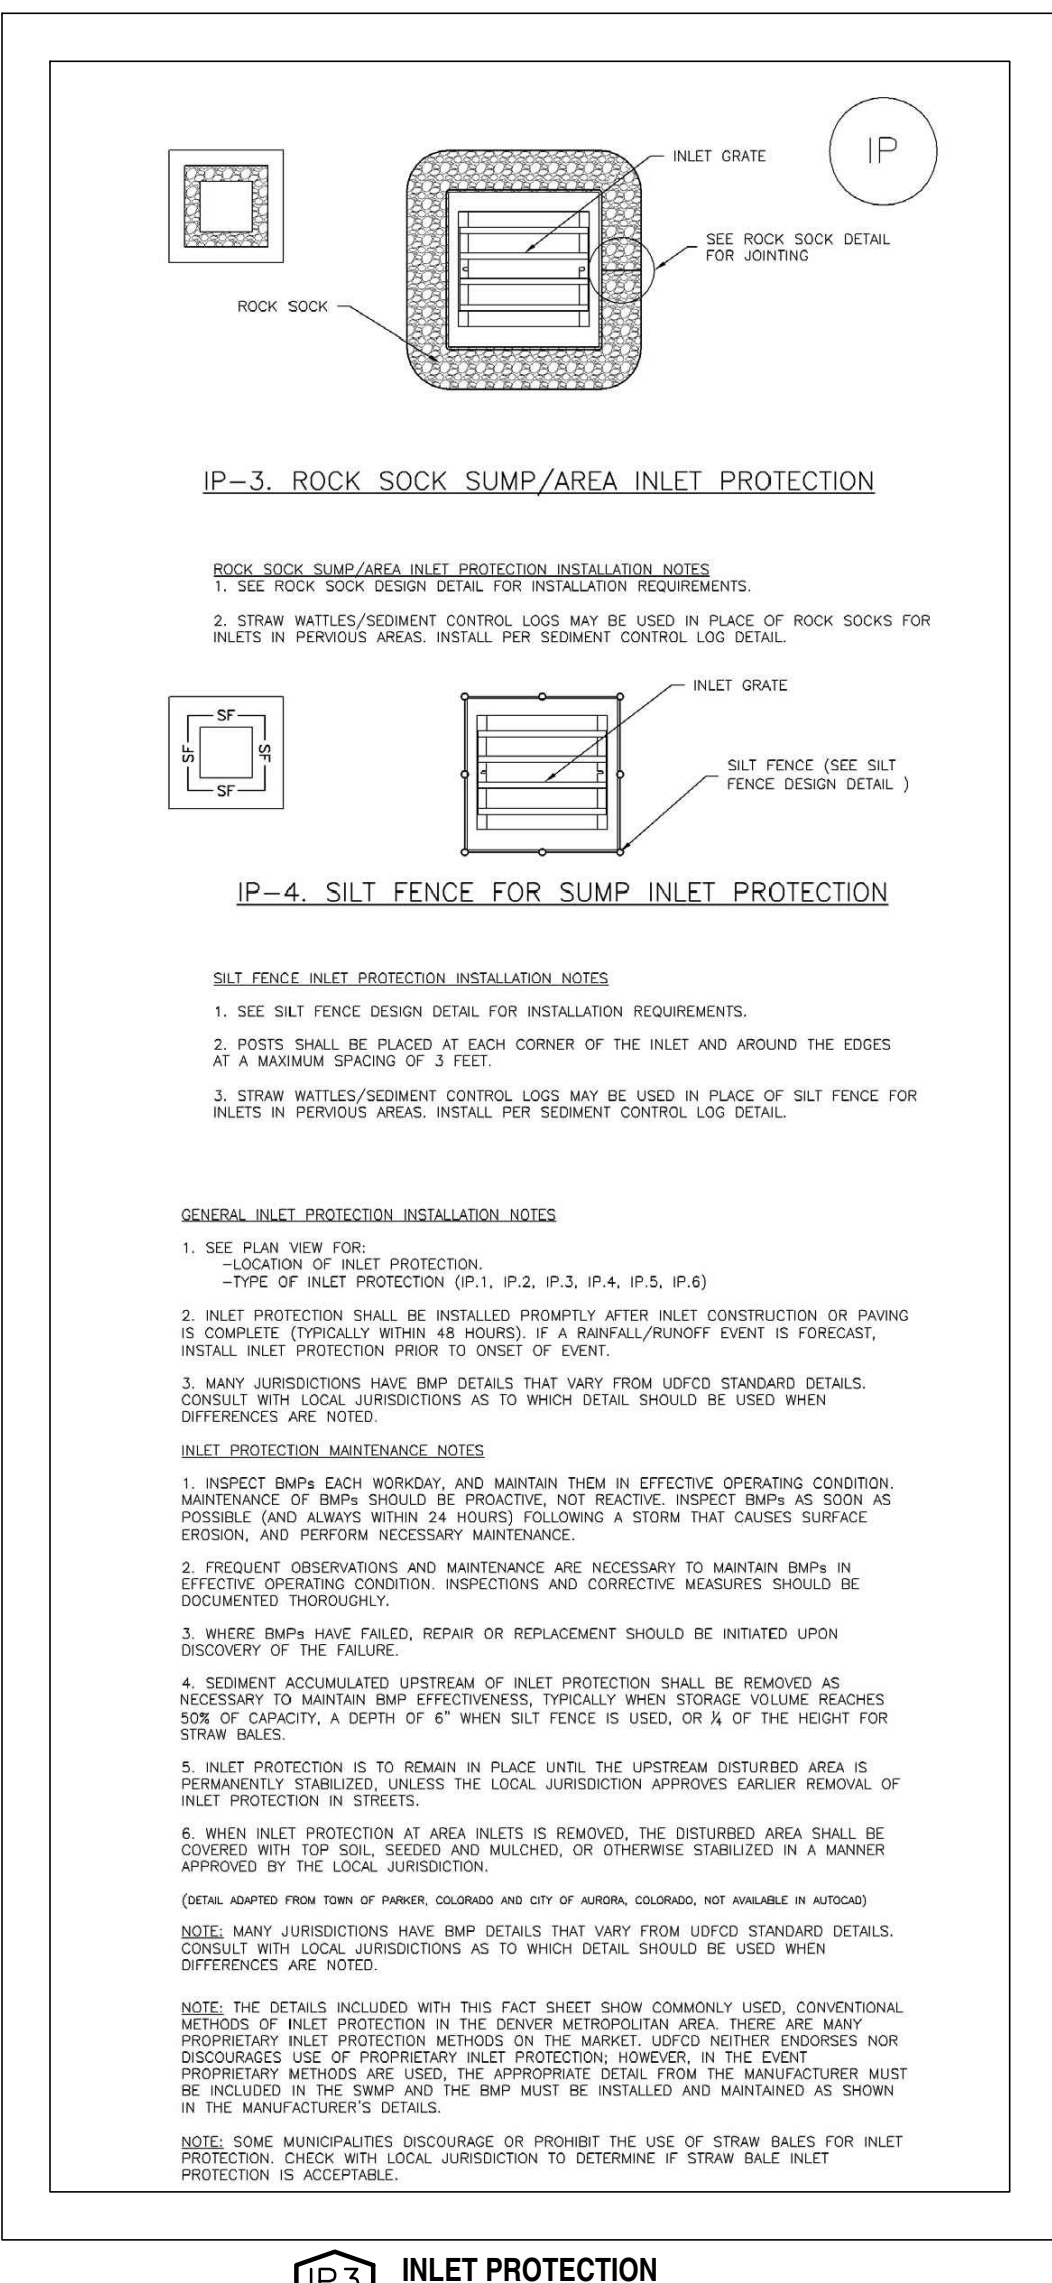 IP
INLET GRATE
SEE ROCK SOCK DETAIL
FOR JOINTING
ROCK SOCK
IP-3. ROCK SOCK SUMP/AREA INLET PROTECTION
ROCK SOCK SUMP/AREA INLET PROTECTION INSTALLATION NOTES
1. SEE ROCK SOCK DESIGN DETAIL FOR INSTALLATION REQUIREMENTS.
2. STRAW WATTLES/SEDIMENT CONTROL LOGS MAY BE USED IN PLACE OF ROCK SOCKS FOR
INLETS IN PERVIOUS AREAS. INSTALL PER SEDIMENT CONTROL LOG DETAIL.
SF
SF
SF
SF
INLET GRATE
SILT FENCE (SEE SILT
FENCE DESIGN DETAIL )
IP-4. SILT FENCE FOR SUMP INLET PROTECTION
SILT FENCE INLET PROTECTION INSTALLATION NOTES
1. SEE SILT FENCE DESIGN DETAIL FOR INSTALLATION REQUIREMENTS.
2. POSTS SHALL BE PLACED AT EACH CORNER OF THE INLET AND AROUND THE EDGES
AT A MAXIMUM SPACING OF 3 FEET.
3. STRAW WATTLES/SEDIMENT CONTROL LOGS MAY BE USED IN PLACE OF SILT FENCE FOR
INLETS IN PERVIOUS AREAS. INSTALL PER SEDIMENT CONTROL LOG DETAIL.
GENERAL INLET PROTECTION INSTALLATION NOTES
1. SEE PLAN VIEW FOR:
-LOCATION OF INLET PROTECTION.
-TYPE OF INLET PROTECTION (IP.1, IP.2, IP.3, IP.4, IP.5, IP.6)
2. INLET PROTECTION SHALL BE INSTALLED PROMPTLY AFTER INLET CONSTRUCTION OR PAVING
IS COMPLETE (TYPICALLY WITHIN 48 HOURS). IF A RAINFALL/RUNOFF EVENT IS FORECAST,
INSTALL INLET PROTECTION PRIOR TO ONSET OF EVENT.
3. MANY JURISDICTIONS HAVE BMP DETAILS THAT VARY FROM UDFCD STANDARD DETAILS.
CONSULT WITH LOCAL JURISDICTIONS AS TO WHICH DETAIL SHOULD BE USED WHEN
DIFFERENCES ARE NOTED.
INLET PROTECTION MAINTENANCE NOTES
1. INSPECT BMPs EACH WORKDAY, AND MAINTAIN THEM IN EFFECTIVE OPERATING CONDITION.
MAINTENANCE OF BMPs SHOULD BE PROACTIVE, NOT REACTIVE. INSPECT BMPs AS SOON AS
POSSIBLE (AND ALWAYS WITHIN 24 HOURS) FOLLOWING A STORM THAT CAUSES SURFACE
EROSION, AND PERFORM NECESSARY MAINTENANCE.
2. FREQUENT OBSERVATIONS AND MAINTENANCE ARE NECESSARY TO MAINTAIN BMPs IN
EFFECTIVE OPERATING CONDITION. INSPECTIONS AND CORRECTIVE MEASURES SHOULD BE
DOCUMENTED THOROUGHLY.
3. WHERE BMPs HAVE FAILED, REPAIR OR REPLACEMENT SHOULD BE INITIATED UPON
DISCOVERY OF THE FAILURE.
4. SEDIMENT ACCUMULATED UPSTREAM OF INLET PROTECTION SHALL BE REMOVED AS
NECESSARY TO MAINTAIN BMP EFFECTIVENESS, TYPICALLY WHEN STORAGE VOLUME REACHES
50% OF CAPACITY, A DEPTH OF 6" WHEN SILT FENCE IS USED, OR ¼ OF THE HEIGHT FOR
STRAW BALES.
5. INLET PROTECTION IS TO REMAIN IN PLACE UNTIL THE UPSTREAM DISTURBED AREA IS
PERMANENTLY STABILIZED, UNLESS THE LOCAL JURISDICTION APPROVES EARLIER REMOVAL OF
INLET PROTECTION IN STREETS.
6. WHEN INLET PROTECTION AT AREA INLETS IS REMOVED, THE DISTURBED AREA SHALL BE
COVERED WITH TOP SOIL, SEEDED AND MULCHED, OR OTHERWISE STABILIZED IN A MANNER
APPROVED BY THE LOCAL JURISDICTION.
(DETAIL ADAPTED FROM TOWN OF PARKER, COLORADO AND CITY OF AURORA, COLORADO, NOT AVAILABLE IN AUTOCAD)
NOTE: MANY JURISDICTIONS HAVE BMP DETAILS THAT VARY FROM UDFCD STANDARD DETAILS.
CONSULT WITH LOCAL JURISDICTIONS AS TO WHICH DETAIL SHOULD BE USED WHEN
DIFFERENCES ARE NOTED.
NOTE: THE DETAILS INCLUDED WITH THIS FACT SHEET SHOW COMMONLY USED, CONVENTIONAL
METHODS OF INLET PROTECTION IN THE DENVER METROPOLITAN AREA. THERE ARE MANY
PROPRIETARY INLET PROTECTION METHODS ON THE MARKET. UDFCD NEITHER ENDORSES NOR
DISCOURAGES USE OF PROPRIETARY INLET PROTECTION; HOWEVER, IN THE EVENT
PROPRIETARY METHODS ARE USED, THE APPROPRIATE DETAIL FROM THE MANUFACTURER MUST
BE INCLUDED IN THE SWMP AND THE BMP MUST BE INSTALLED AND MAINTAINED AS SHOWN
IN THE MANUFACTURER'S DETAILS.
NOTE: SOME MUNICIPALITIES DISCOURAGE OR PROHIBIT THE USE OF STRAW BALES FOR INLET
PROTECTION. CHECK WITH LOCAL JURISDICTION TO DETERMINE IF STRAW BALE INLET
PROTECTION IS ACCEPTABLE.
IP3
INLET PROTECTION